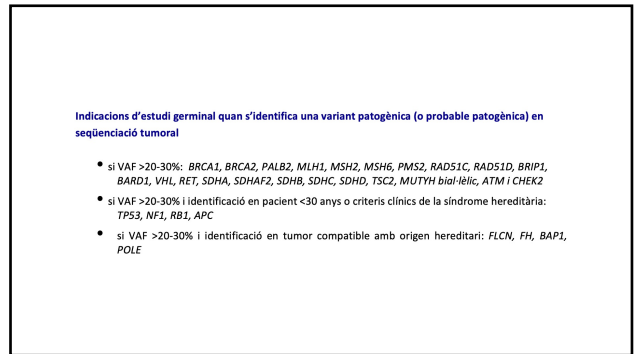 Indicacions d'estudi germinal quan s'identifica una variant patogènica (o probable patogènica) en
seqüenciació tumoral
• si VAF >20-30%: BRCA1, BRCA2, PALB2, MLH1, MSH2, MSH6, PMS2, RAD51C, RAD51D, BRIP1,
BARD1, VHL, RET, SDHA, SDHAF2, SDHB, SDHC, SDHD, TSC2, MUTYH bial·lèlic, ATM i CHEK2
• si VAF >20-30% i identificació en pacient <30 anys o criteris clínics de la síndrome hereditària:
TP53, NF1, RB1, APC
• si VAF >20-30% i identificació en tumor compatible amb origen hereditari: FLCN, FH, BAP1,
POLE